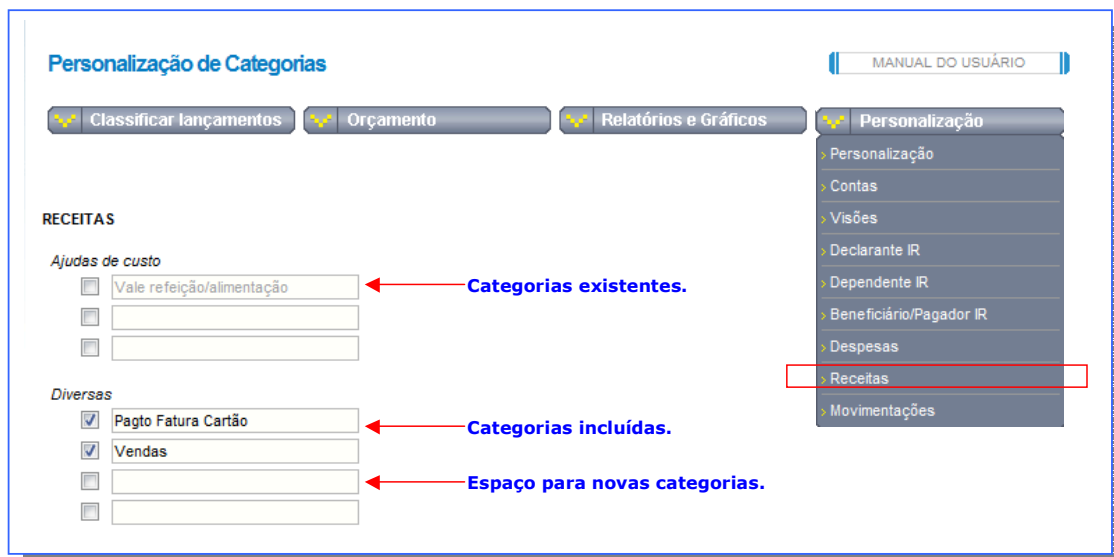 Personalização de Categorias
MANUAL DO USUÁRIO
Classificar lançamentos
Orçamento
Relatórios e Gráficos
Personalização
Personalização
Contas
Visões
Declarante IR
Dependente IR
Beneficiário/Pagador IR
Despesas
Receitas
Movimentações
RECEITAS
Ajudas de custo
Vale refeição/alimentação
Categorias existentes.
Diversas
Pagto Fatura Cartão
Categorias incluídas.
Vendas
Espaço para novas categorias.